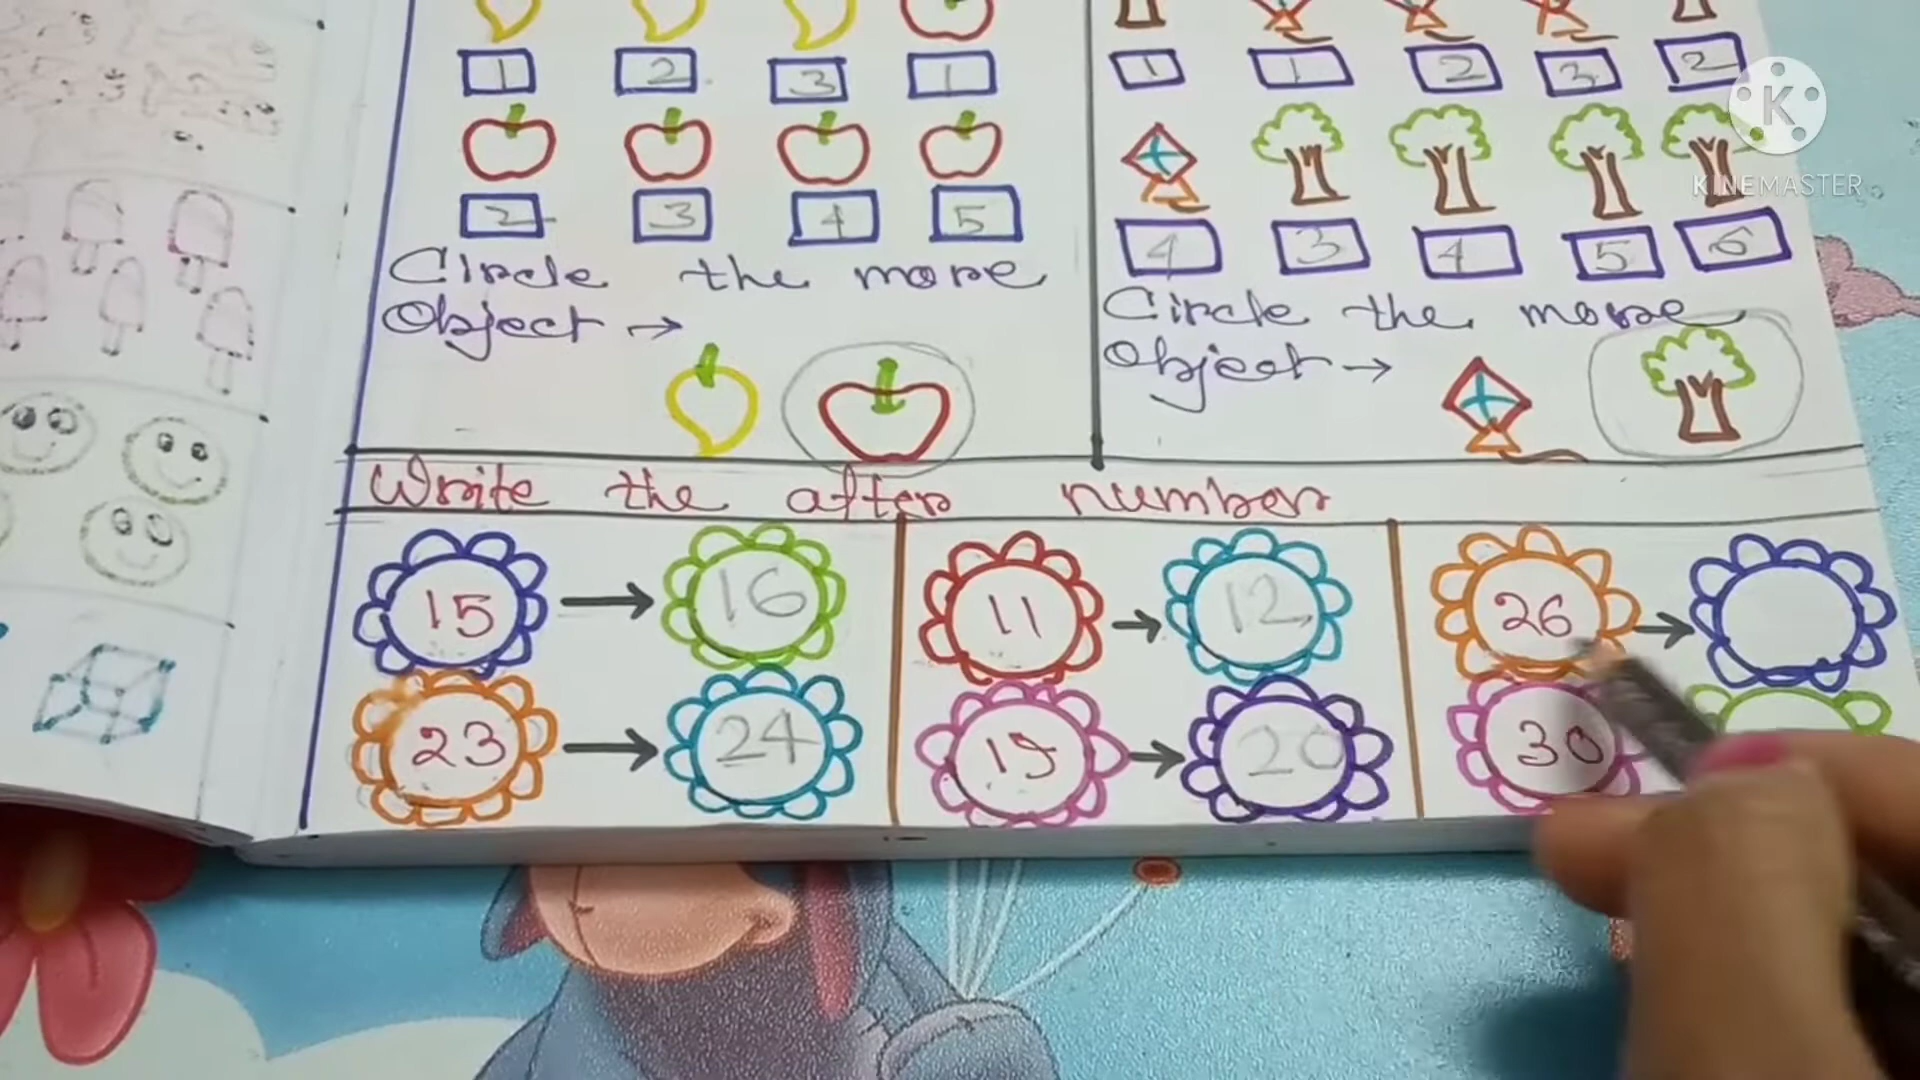 1 2 3 1
2 3 4 5
Circle the more
Object →
1 1 2 3 2
4 3 4 5 6
Circle the more
Object →
K
KINEMASTER
Write the after number
15 → 16
23 → 24
11 → 12
19 → 20
26 →
30